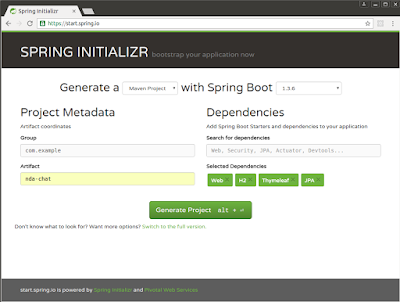 Spring Initializr
https://start.spring.io
SPRING INITIALIZR bootstrap your application now
Generate a Maven Project with Spring Boot 1.3.6
Project Metadata
Artifact coordinates
Group
com.example
Artifact
nda-chat
Dependencies
Add Spring Boot Starters and dependencies to your application
Search for dependencies
Web, Security, JPA, Actuator, Devtools...
Selected Dependencies
Web × H2 × Thymeleaf × JPA ×
Generate Project alt + ⏎
Don't know what to look for? Want more options? Switch to the full version.
start.spring.io is powered by Spring Initializr and Pivotal Web Services